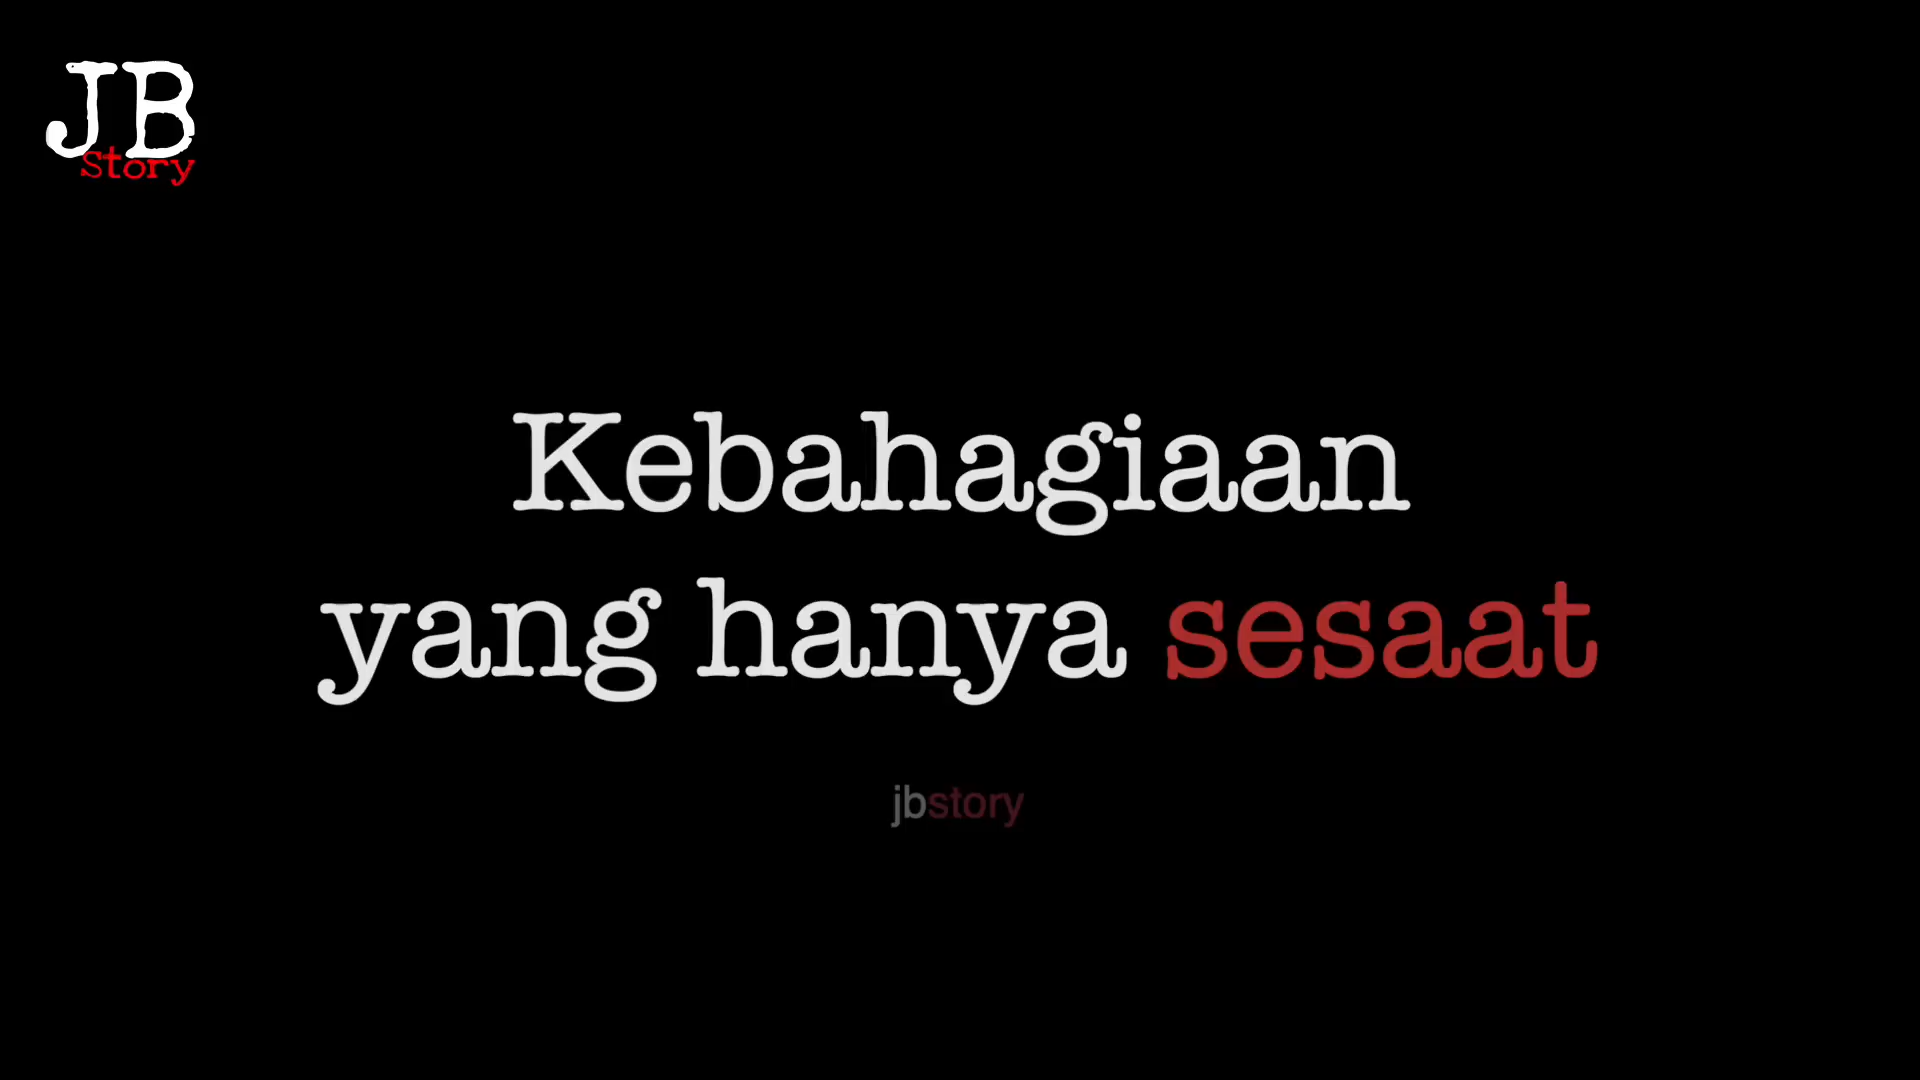 JB
Story
Kebahagiaan
yang hanya sesaat
jbstory